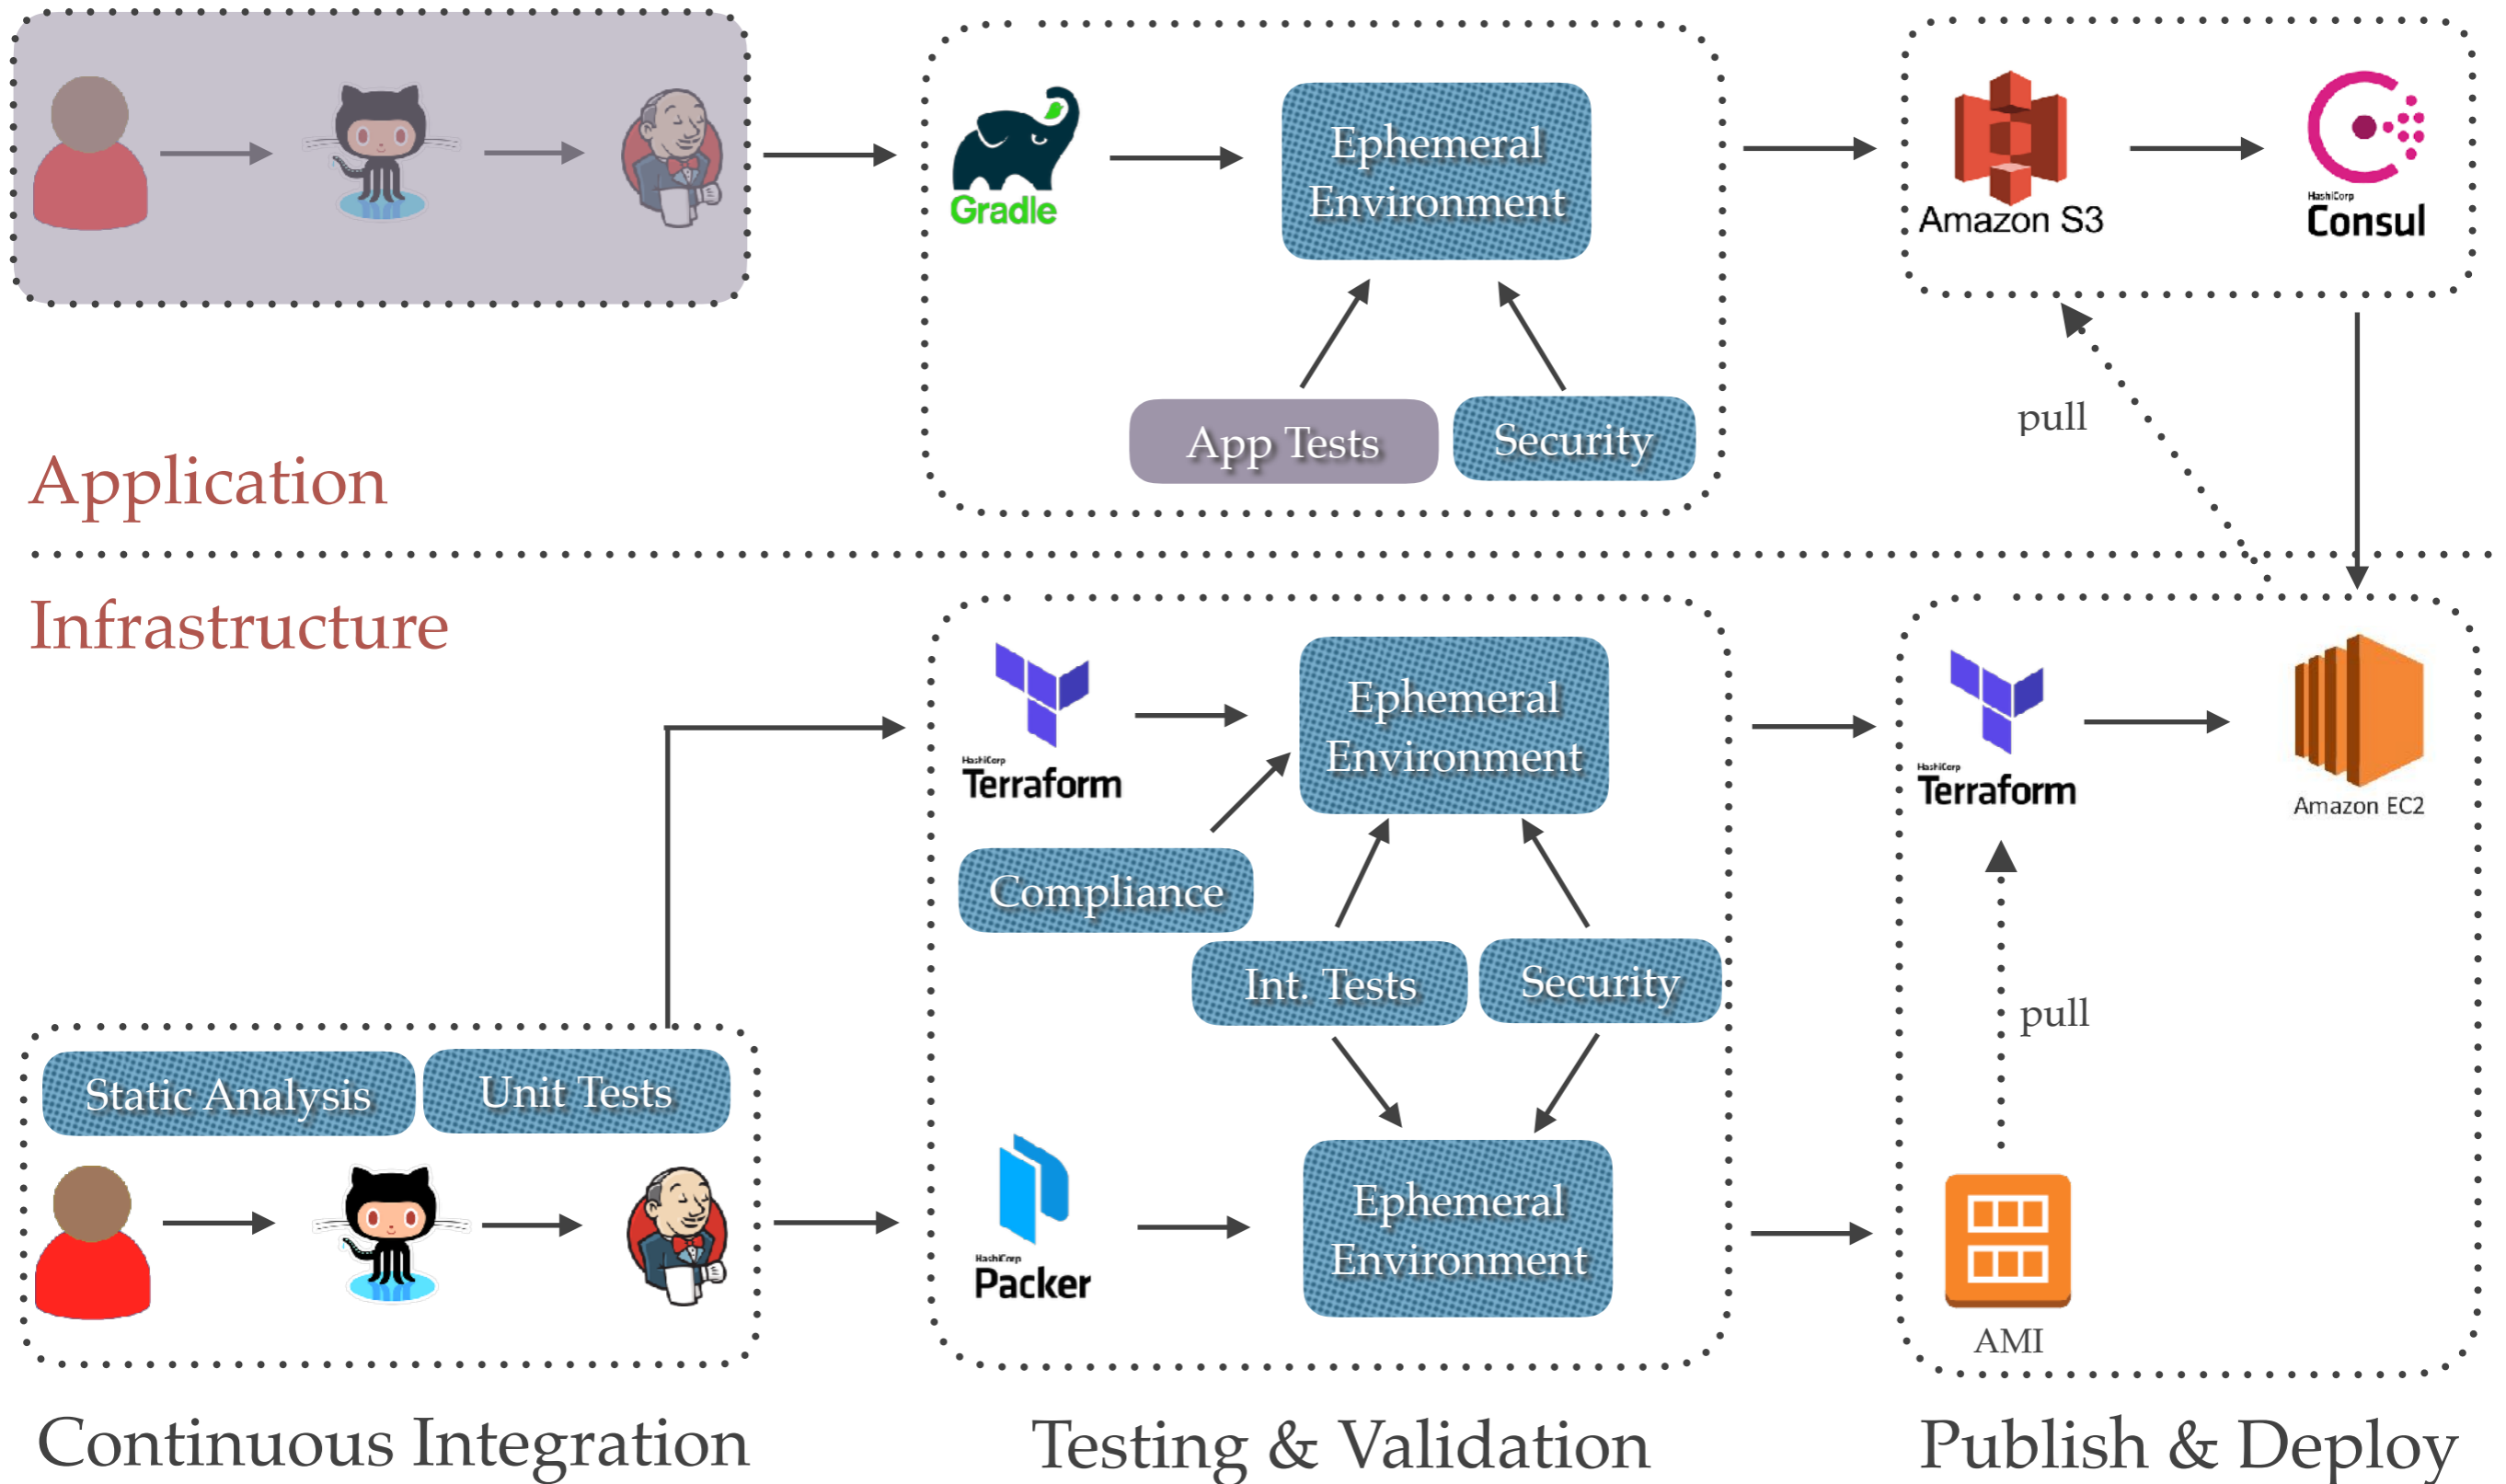 Gradle
Ephemeral
Environment
App Tests
Security
Amazon S3
HashiCorp
Consul
pull
Application
Infrastructure
HashiCorp
Terraform
Ephemeral
Environment
Compliance
Int. Tests
Security
HashiCorp
Terraform
Amazon EC2
pull
Static Analysis
Unit Tests
HashiCorp
Packer
Ephemeral
Environment
AMI
Continuous Integration
Testing & Validation
Publish & Deploy